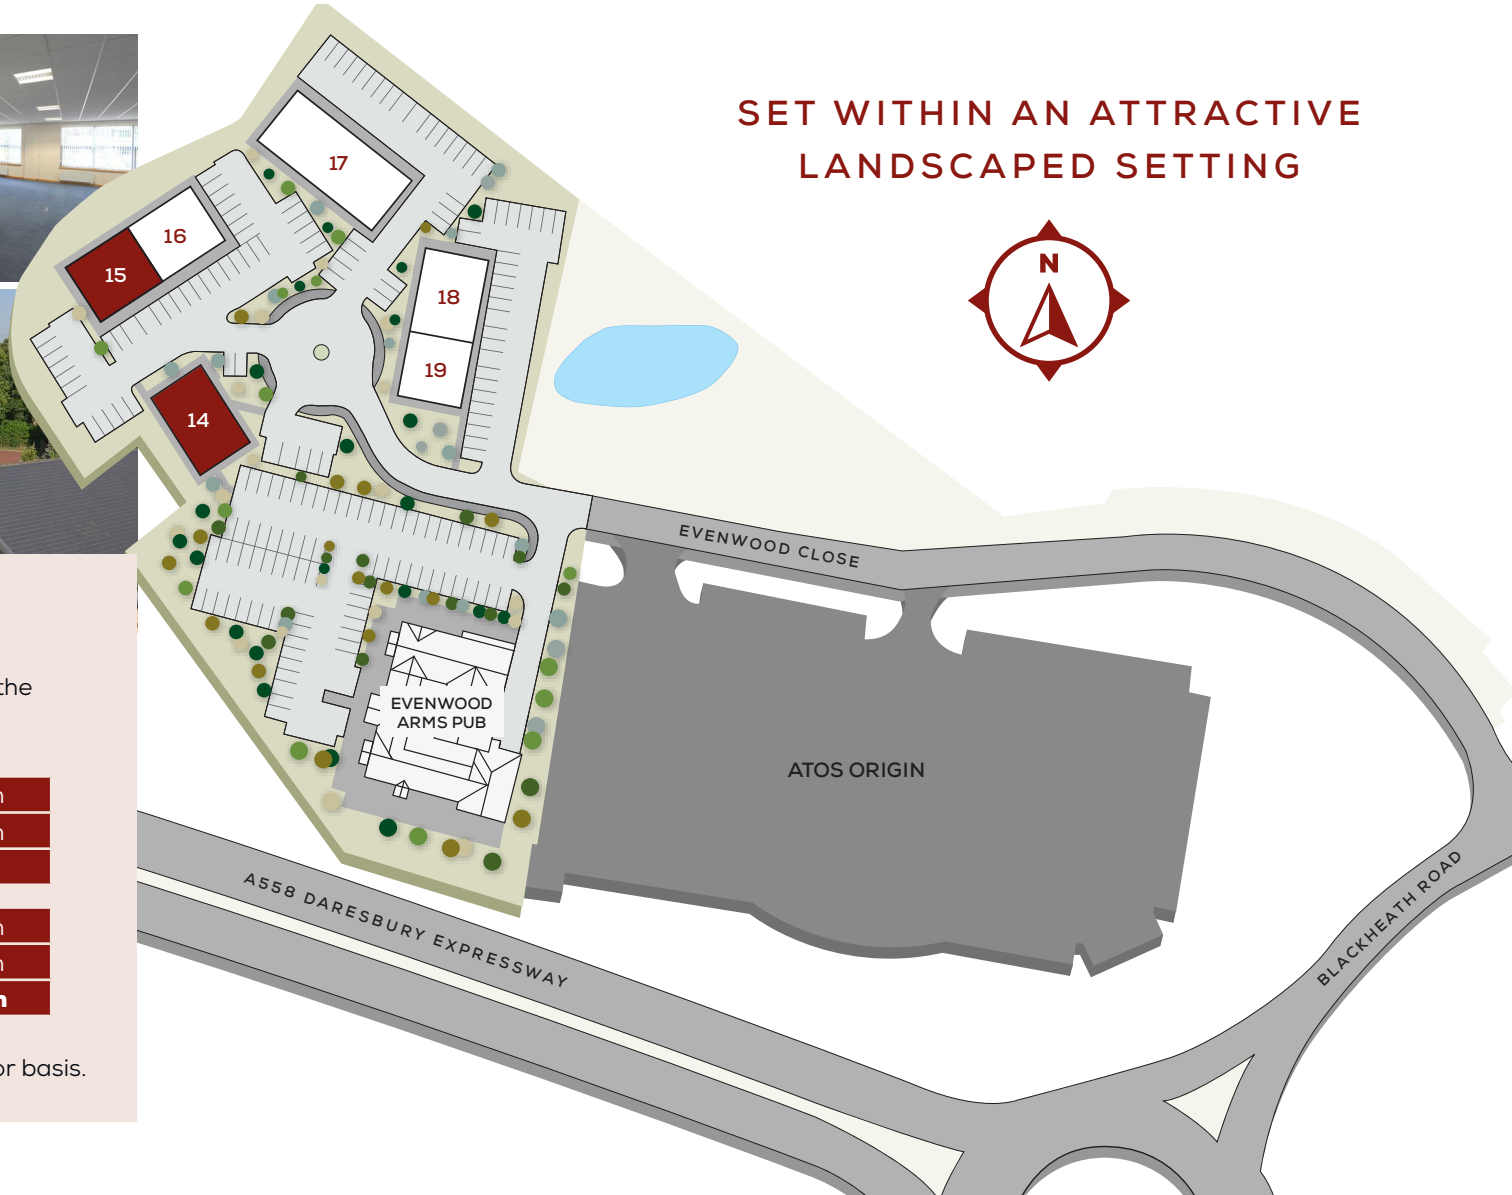 SET WITHIN AN ATTRACTIVE
LANDSCAPED SETTING
N
17
16
15
18
19
14
EVENWOOD CLOSE
EVENWOOD
ARMS PUB
ATOS ORIGIN
A558 DARESBURY EXPRESSWAY
BLACKHEATH ROAD
the
or basis.